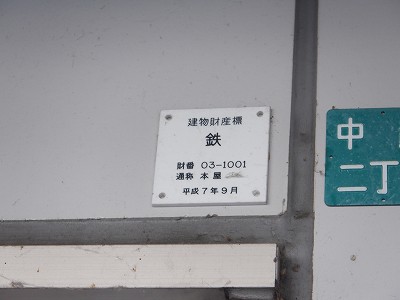 建物財産標
鉄
財番 03-1001
通称 本屋
平成7年9月
中
二丁